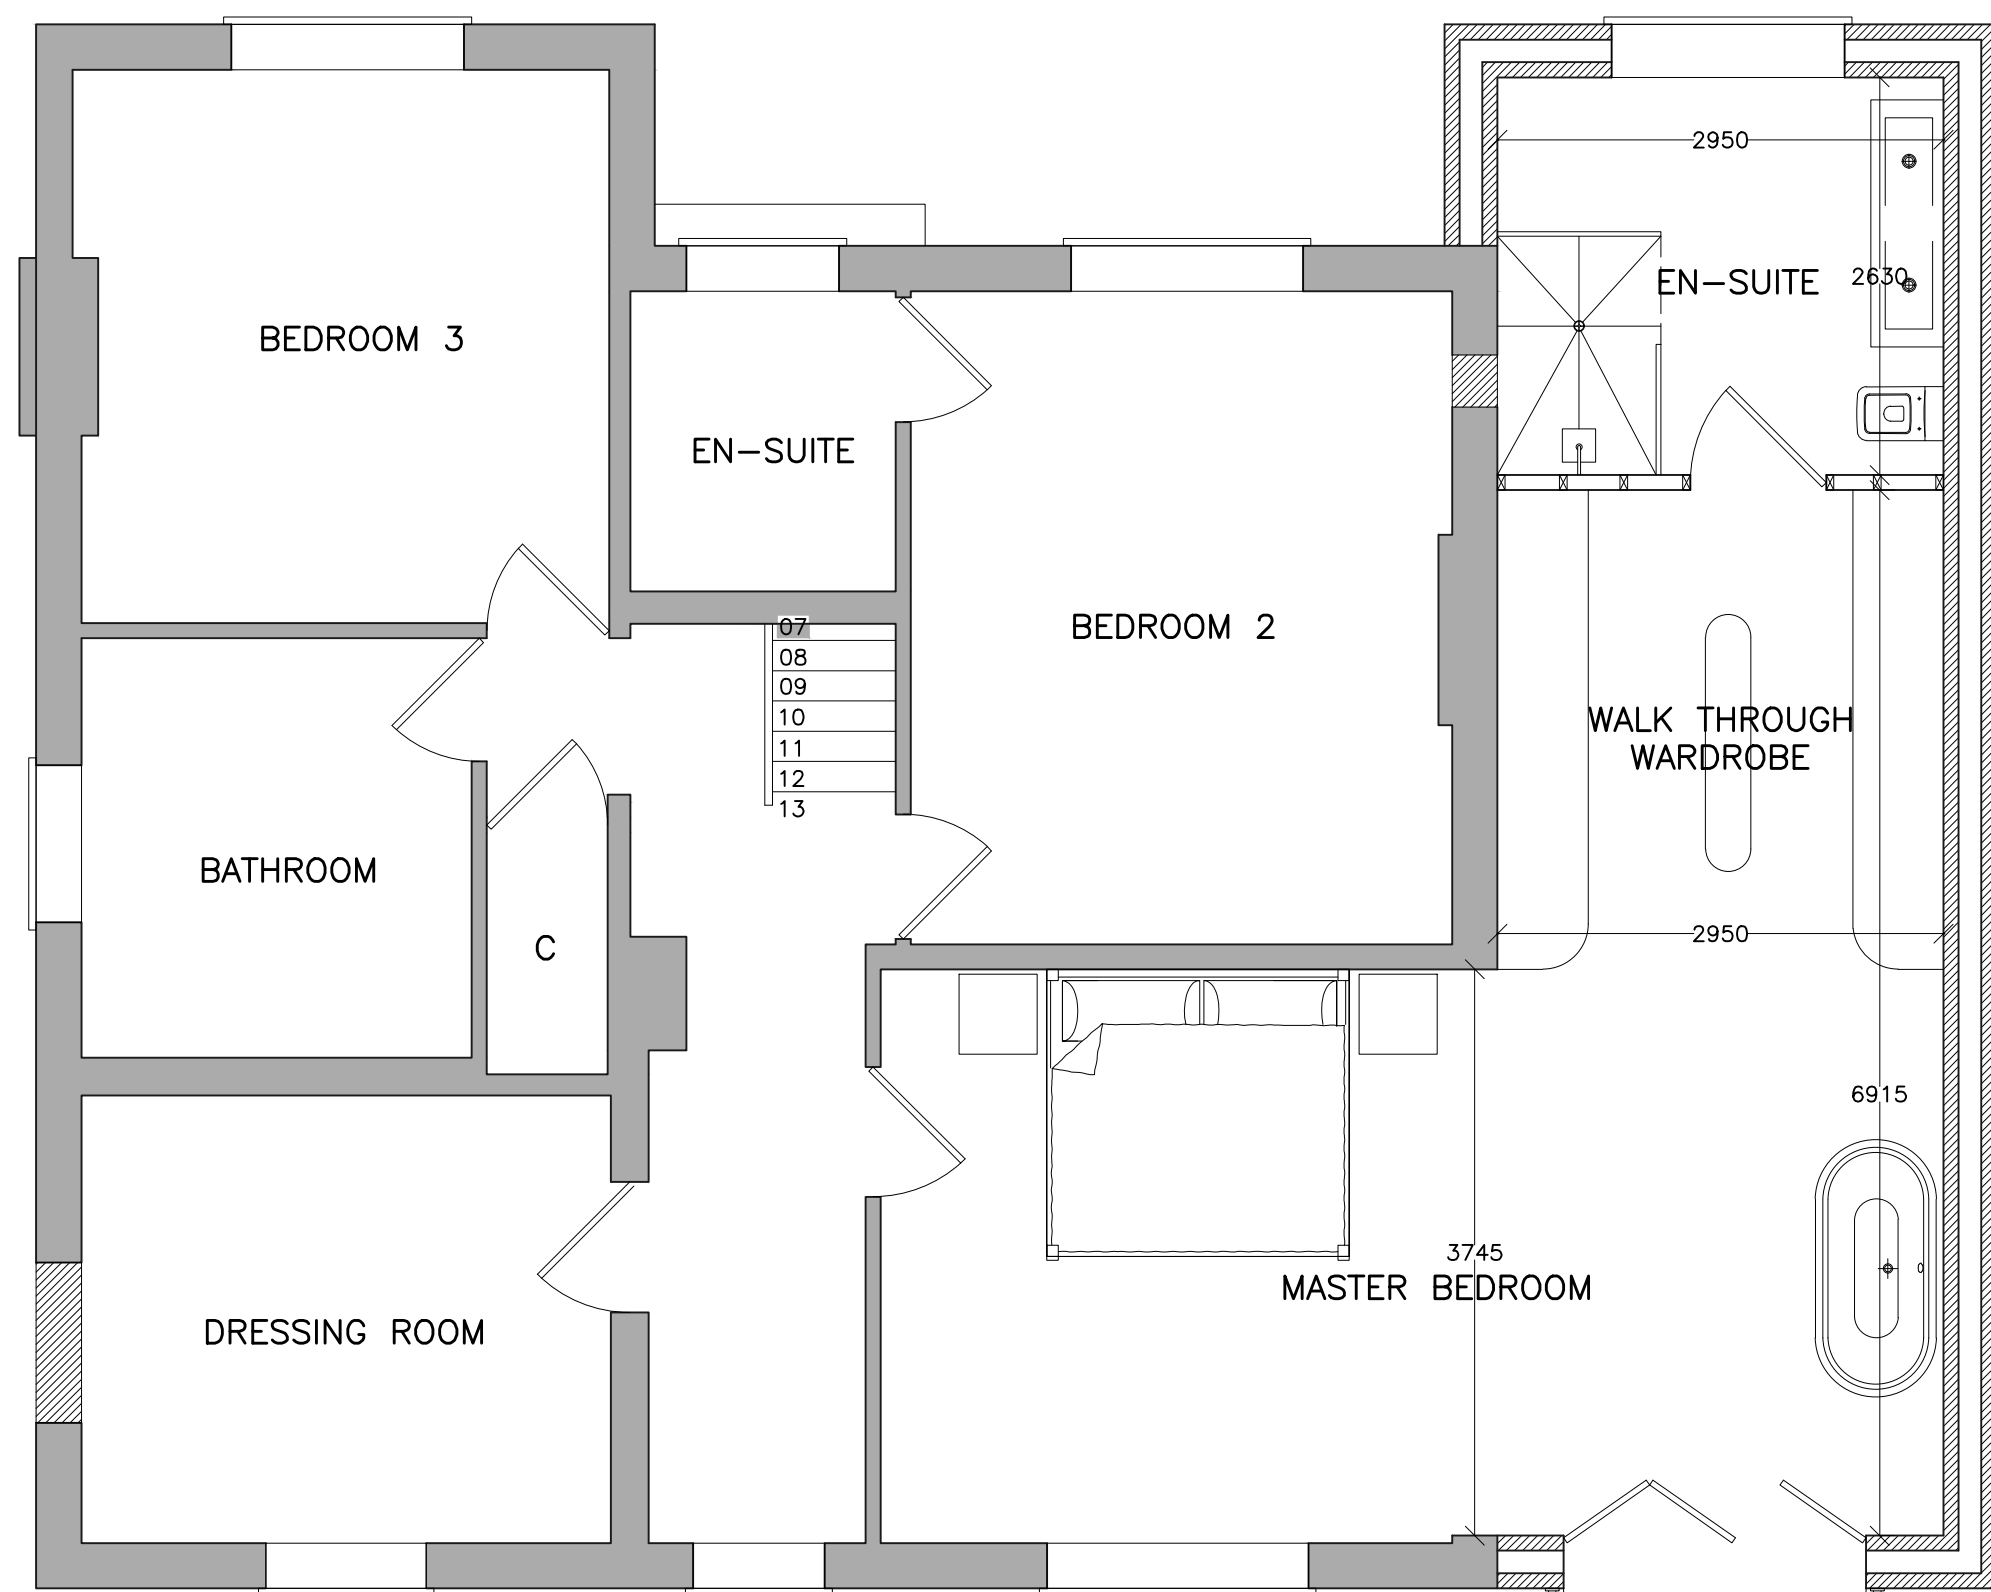 2950
EN-SUITE
2630
BEDROOM 3
EN-SUITE
BEDROOM 2
07
08
09
10
11
12
13
WALK THROUGH
WARDROBE
BATHROOM
C
2950
6915
3745
MASTER BEDROOM
DRESSING ROOM